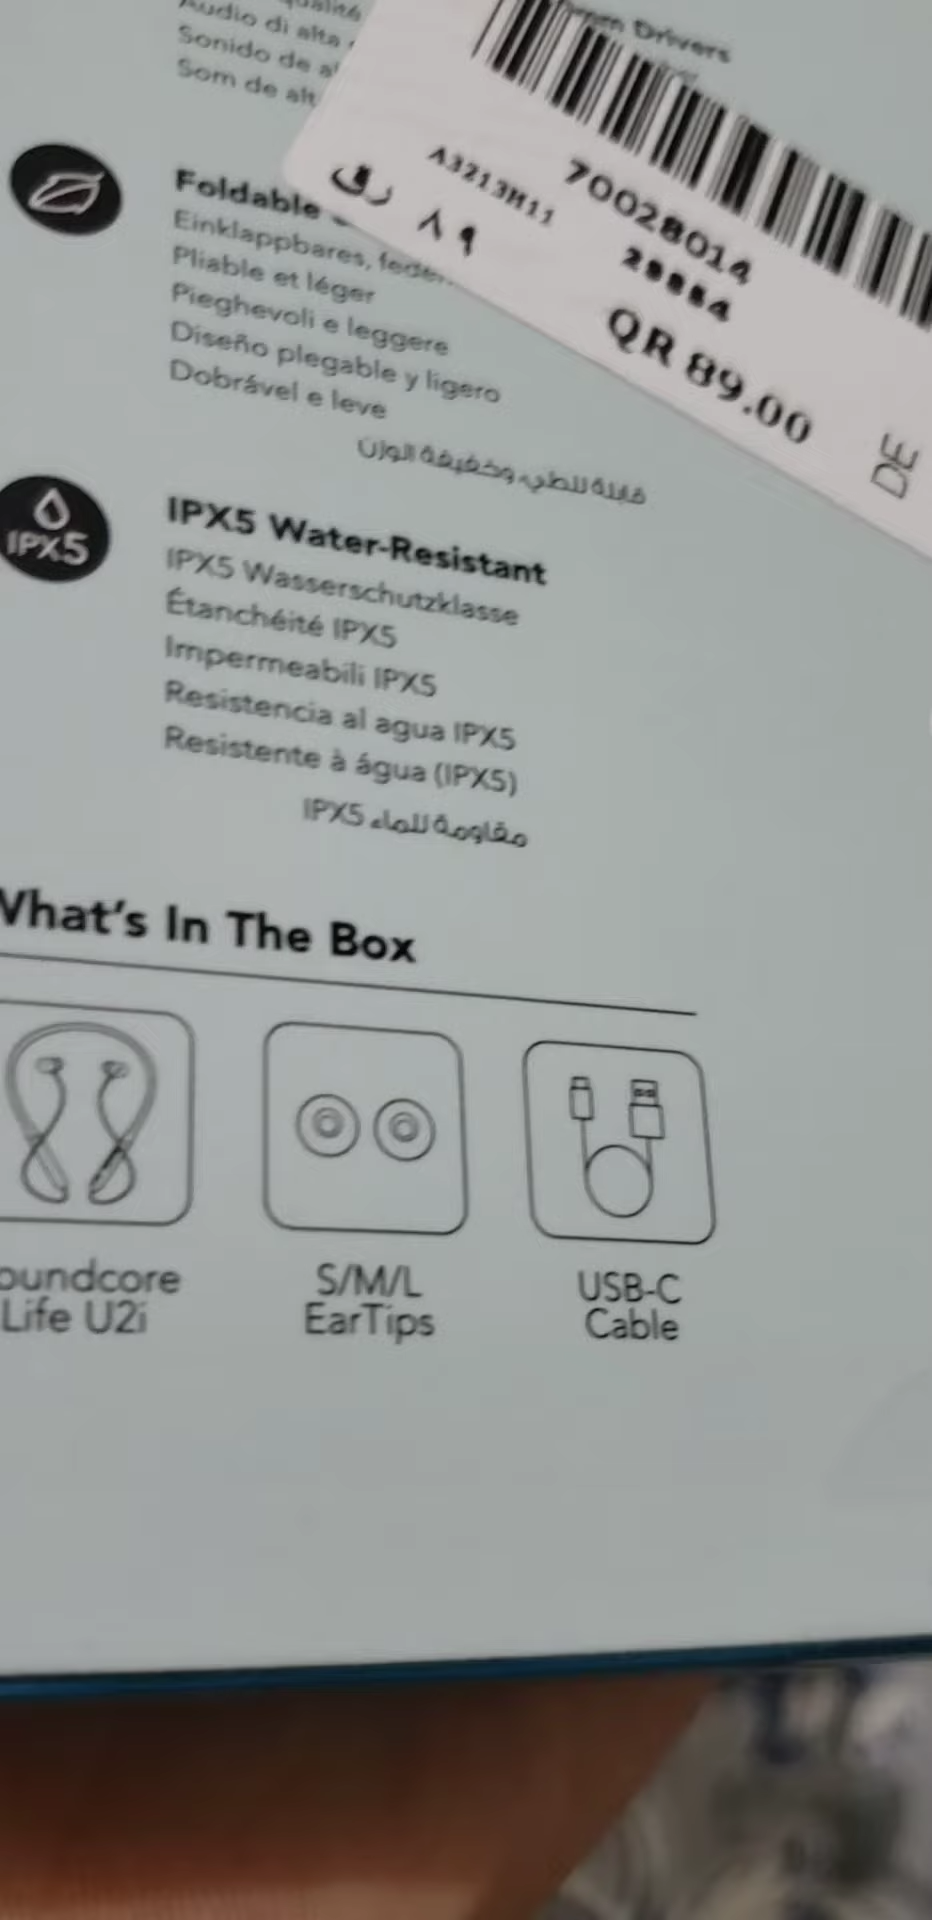 Audio di alta
Sonido de al
Som de alt
Drivers
A3213H11
70028014
ر.ق ٨٩
QR 89.00
DE
Foldable
Einklappbares, feder
Pliable et léger
Pieghevoli e leggere
Diseño plegable y ligero
Dobrável e leve
قابلة للطي وخفيفة الوزن
IPX5
IPX5 Water-Resistant
IPX5 Wasserschutzklasse
Étanchéité IPX5
Impermeabili IPX5
Resistencia al agua IPX5
Resistente à água (IPX5)
مقاومة للماء IPX5
What's In The Box
oundcore
Life U2i
S/M/L
EarTips
USB-C
Cable